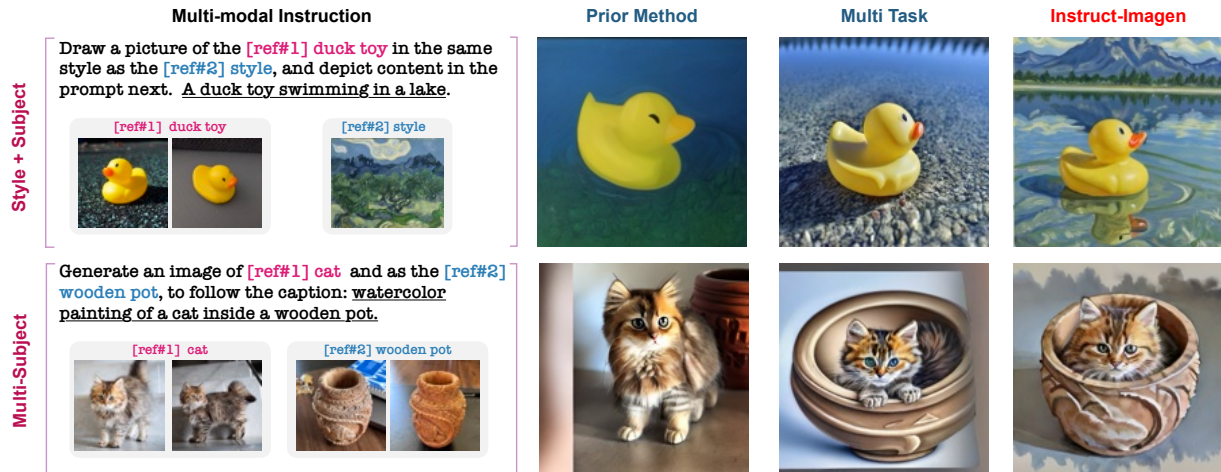 Multi-modal Instruction
Prior Method
Multi Task
Instruct-Imagen
Style + Subject
Draw a picture of the [ref#1] duck toy in the same
style as the [ref#2] style, and depict content in the
prompt next. A duck toy swimming in a lake.
[ref#1] duck toy
[ref#2] style
Multi-Subject
Generate an image of [ref#1] cat and as the [ref#2]
wooden pot, to follow the caption: watercolor
painting of a cat inside a wooden pot.
[ref#1] cat
[ref#2] wooden pot